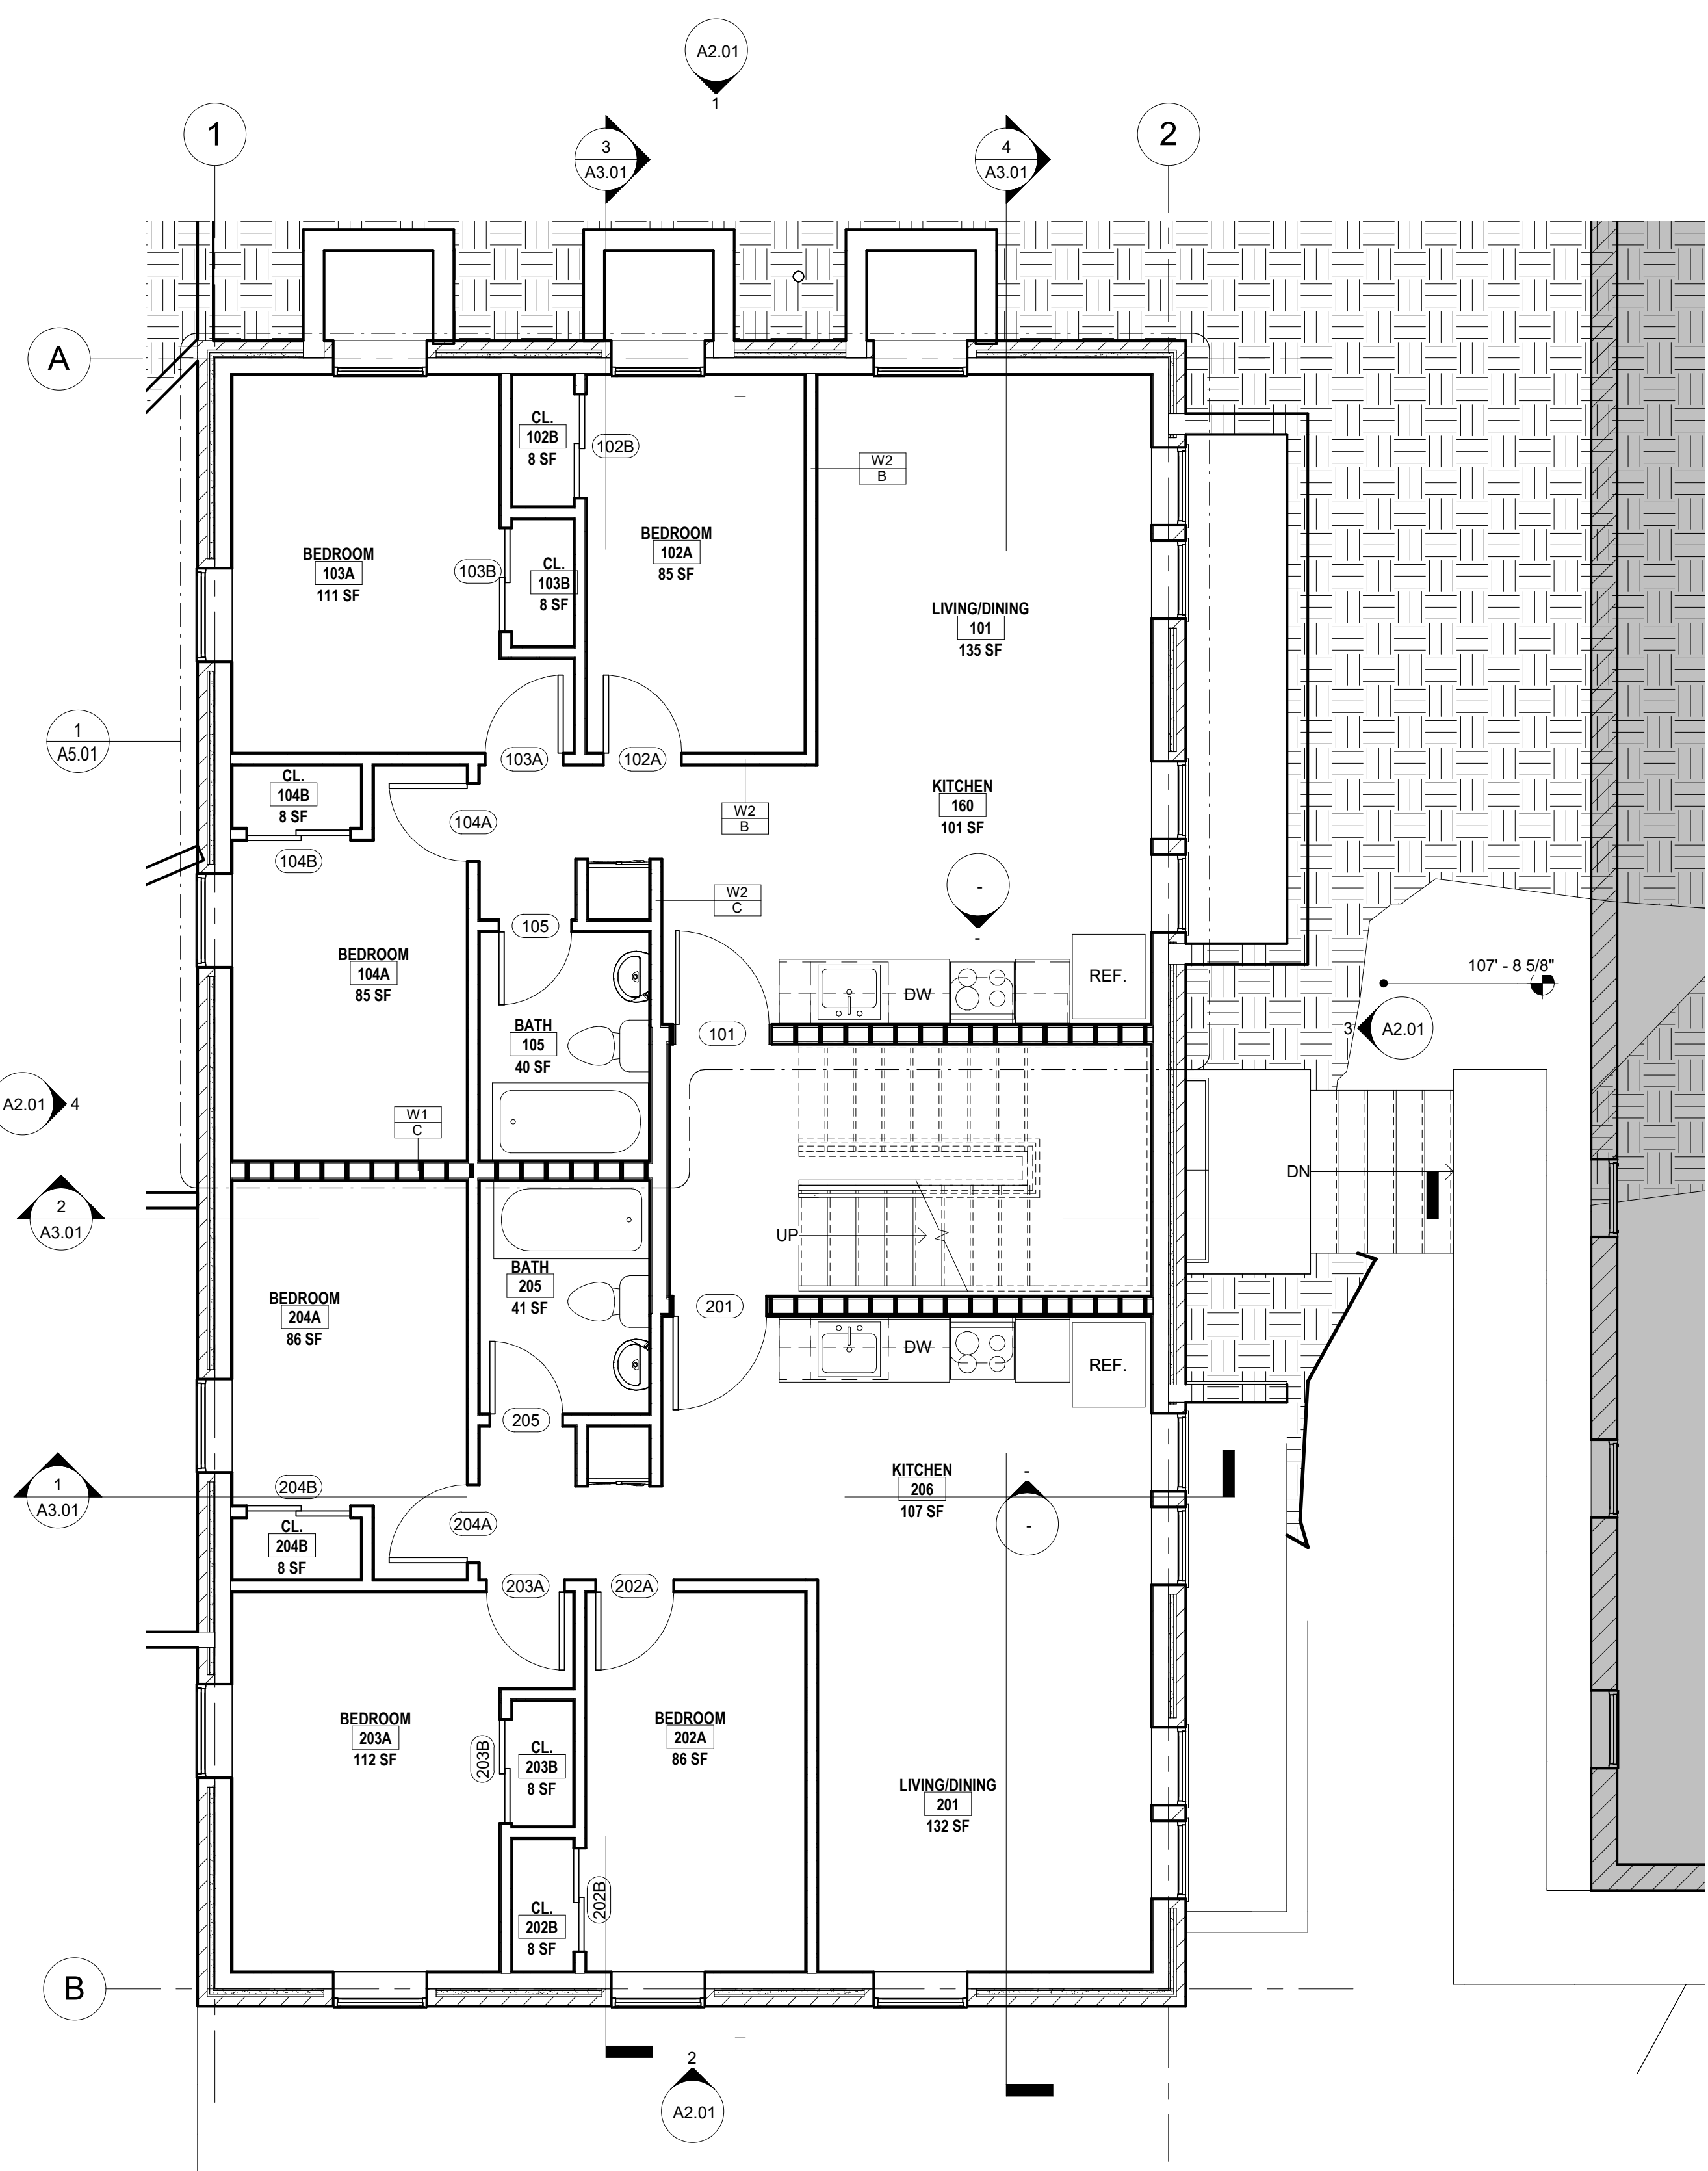 A2.01
1
1
3
A3.01
4
A3.01
2
A
CL.
102B
8 SF
102B
W2
B
BEDROOM
103A
111 SF
103B
CL.
103B
8 SF
BEDROOM
102A
85 SF
LIVING/DINING
101
135 SF
1
A5.01
103A
102A
CL.
104B
8 SF
104B
104A
W2
B
KITCHEN
160
101 SF
-
-
W2
C
105
BEDROOM
104A
85 SF
DW
REF.
107' - 8 5/8"
3
A2.01
BATH
105
40 SF
101
A2.01
4
W1
C
DN
2
A3.01
UP
BATH
205
41 SF
BEDROOM
204A
86 SF
201
DW
REF.
205
1
A3.01
204B
CL.
204B
8 SF
204A
KITCHEN
206
107 SF
-
-
203A
202A
BEDROOM
203A
112 SF
203B
CL.
203B
8 SF
BEDROOM
202A
86 SF
LIVING/DINING
201
132 SF
CL.
202B
8 SF
202B
B
2
A2.01